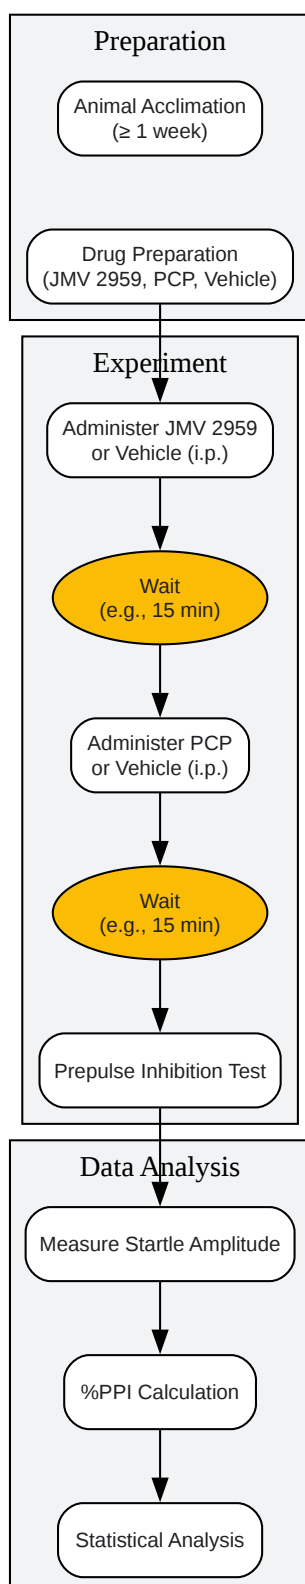 Preparation
Animal Acclimation
(≥ 1 week)
Drug Preparation
(JMV 2959, PCP, Vehicle)
Experiment
Administer JMV 2959
or Vehicle (i.p.)
Wait
(e.g., 15 min)
Administer PCP
or Vehicle (i.p.)
Wait
(e.g., 15 min)
Prepulse Inhibition Test
Data Analysis
Measure Startle Amplitude
%PPI Calculation
Statistical Analysis